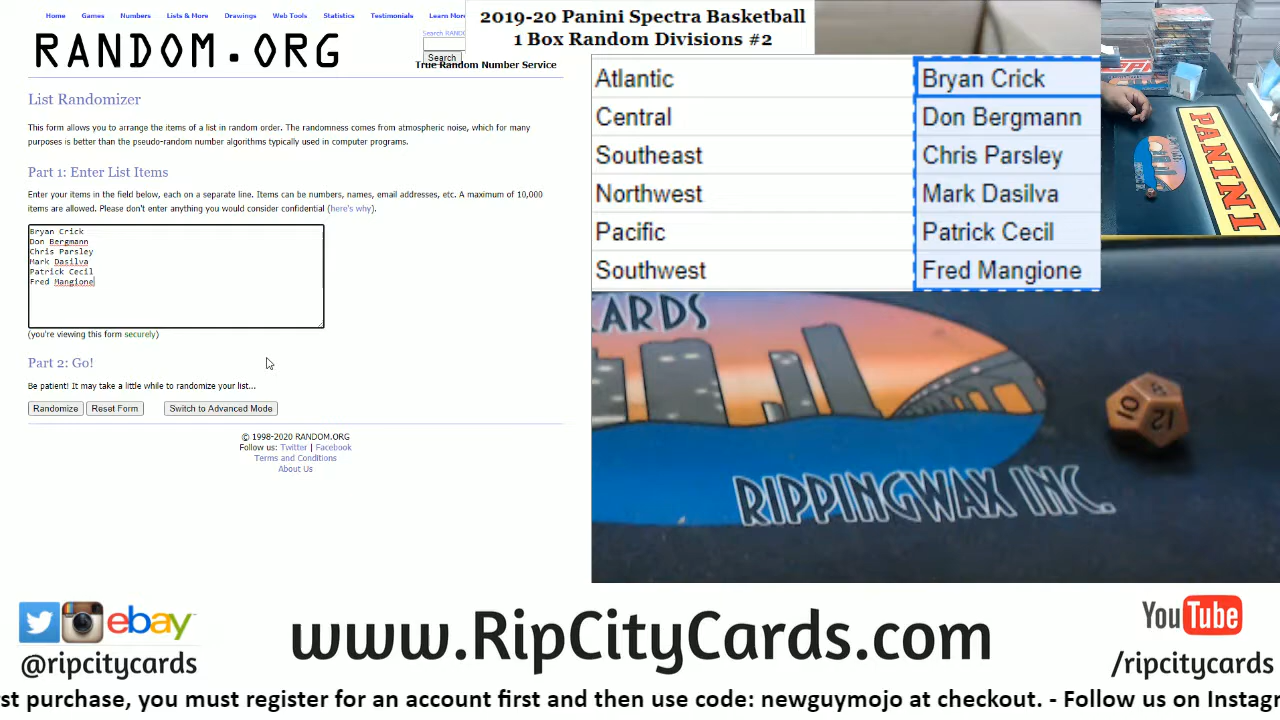 Home Games Numbers Lists & More Drawings Web Tools Statistics Testimonials Learn More
RANDOM.ORG
Search RAND
Search
True Random Number Service
List Randomizer
This form allows you to arrange the items of a list in random order. The randomness comes from atmospheric noise, which for many
purposes is better than the pseudo-random number algorithms typically used in computer programs.
Part 1: Enter List Items
Enter your items in the field below, each on a separate line. Items can be numbers, names, email addresses, etc. A maximum of 10,000
items are allowed. Please don't enter anything you would consider confidential (here's why).
Bryan Crick
Don Bergmann
Chris Parsley
Mark Dasilva
Patrick Cecil
Fred Mangione
(you're viewing this form securely)
Part 2: Go!
Be patient! It may take a little while to randomize your list...
Randomize Reset Form Switch to Advanced Mode
© 1998-2020 RANDOM.ORG
Follow us: Twitter | Facebook
Terms and Conditions
About Us
2019-20 Panini Spectra Basketball
1 Box Random Divisions #2
Atlantic Bryan Crick
Central Don Bergmann
Southeast Chris Parsley
Northwest Mark Dasilva
Pacific Patrick Cecil
Southwest Fred Mangione
PANINI
CARDS
10 12
RIPPINGWAX INC.
ebay
@ripcitycards
www.RipCityCards.com
YouTube
/ripcitycards
rst purchase, you must register for an account first and then use code: newguymojo at checkout. - Follow us on Instagr